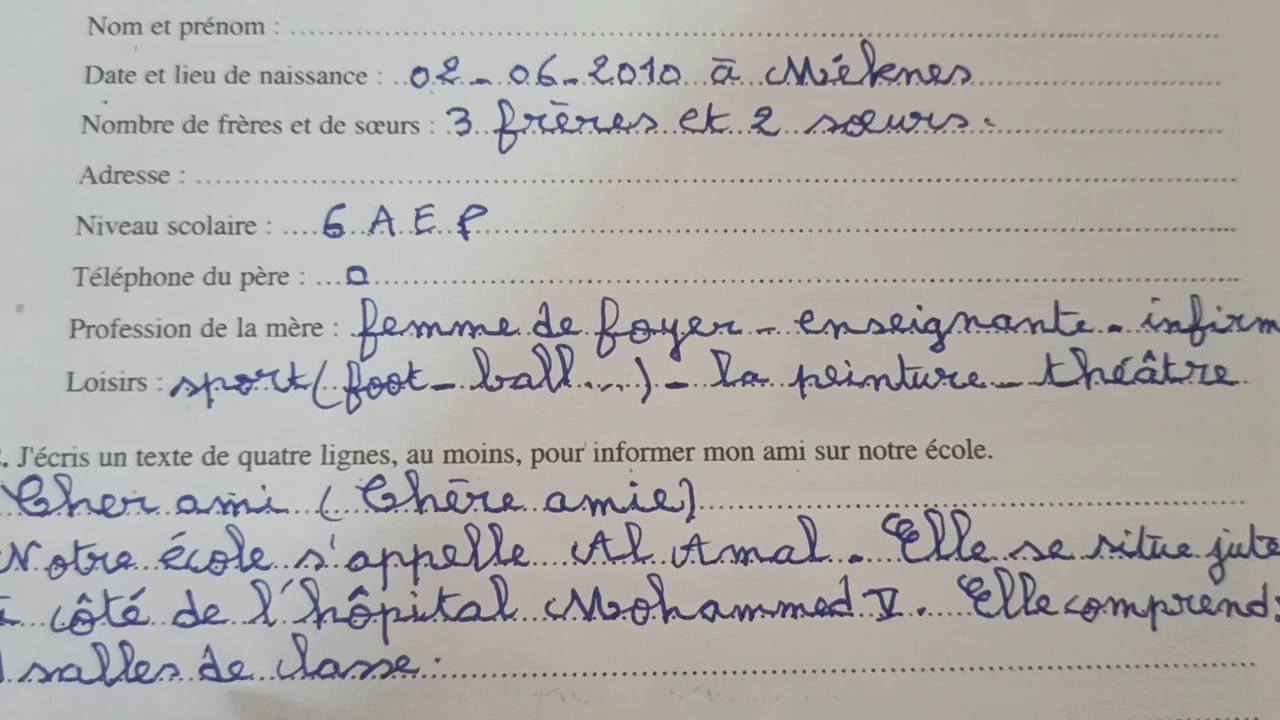 Nom et prénom :
Date et lieu de naissance : 02-06-2010 à Mèknes
Nombre de frères et de sœurs : 3 frères et 2 sœurs.
Adresse :
Niveau scolaire : 6 A E P
Téléphone du père : 0
Profession de la mère : femme de foyer - enseignante - infirm
Loisirs : sport (foot-ball...) - la peinture - théâtre
. J'écris un texte de quatre lignes, au moins, pour informer mon ami sur notre école.
Cher ami (Chère amie)
Notre école s'appelle Al Amal. Elle se situe jute
à côté de l'hôpital Mohammed V. Elle comprend
salles de classe.